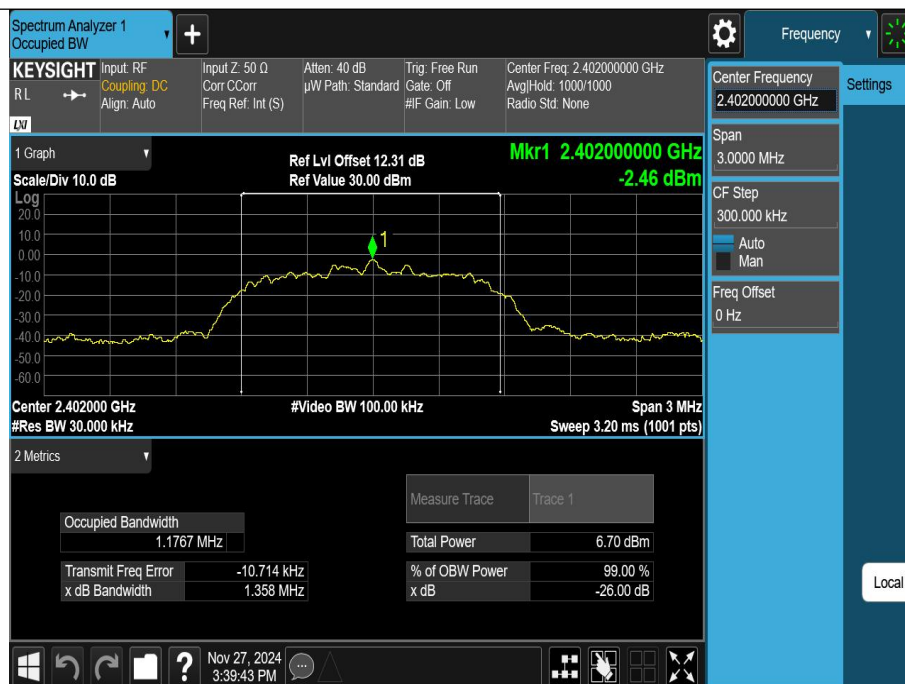 Spectrum Analyzer 1
Occupied BW
Frequency
KEYSIGHT
RL
LXI
Input: RF
Coupling: DC
Align: Auto
Input Z: 50 Ω
Corr CCorr
Freq Ref: Int (S)
Atten: 40 dB
µW Path: Standard
Trig: Free Run
Gate: Off
#IF Gain: Low
Center Freq: 2.402000000 GHz
Avg|Hold: 1000/1000
Radio Std: None
Center Frequency
2.402000000 GHz
Settings
Span
3.0000 MHz
CF Step
300.000 kHz
Auto
Man
Freq Offset
0 Hz
Local
1 Graph
Scale/Div 10.0 dB
Ref Lvl Offset 12.31 dB
Ref Value 30.00 dBm
Mkr1 2.402000000 GHz
-2.46 dBm
Log
20.0
10.0
0.00
-10.0
-20.0
-30.0
-40.0
-50.0
-60.0
1
Center 2.402000 GHz
#Res BW 30.000 kHz
#Video BW 100.00 kHz
Span 3 MHz
Sweep 3.20 ms (1001 pts)
2 Metrics
Measure Trace Trace 1
Occupied Bandwidth
1.1767 MHz
Total Power 6.70 dBm
Transmit Freq Error -10.714 kHz
% of OBW Power 99.00 %
x dB Bandwidth 1.358 MHz
x dB -26.00 dB
?
Nov 27, 2024
3:39:43 PM